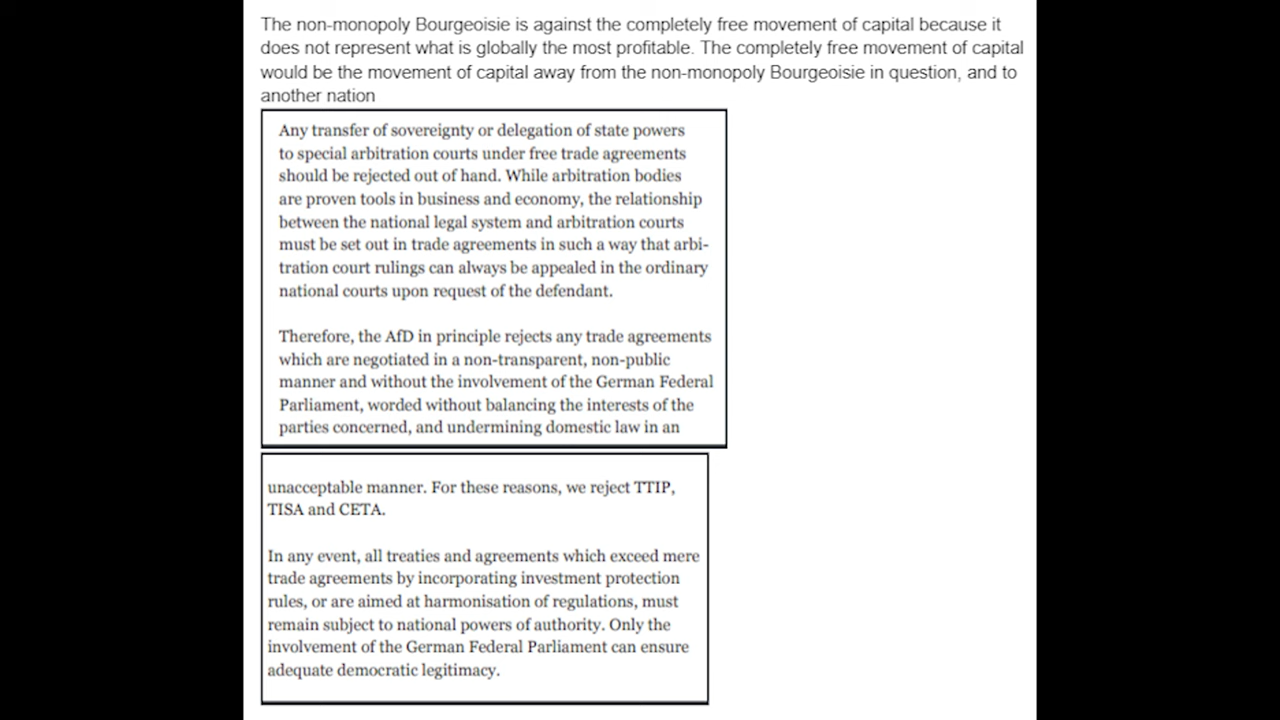 The non-monopoly Bourgeoisie is against the completely free movement of capital because it
does not represent what is globally the most profitable. The completely free movement of capital
would be the movement of capital away from the non-monopoly Bourgeoisie in question, and to
another nation
Any transfer of sovereignty or delegation of state powers
to special arbitration courts under free trade agreements
should be rejected out of hand. While arbitration bodies
are proven tools in business and economy, the relationship
between the national legal system and arbitration courts
must be set out in trade agreements in such a way that arbi-
tration court rulings can always be appealed in the ordinary
national courts upon request of the defendant.
Therefore, the AfD in principle rejects any trade agreements
which are negotiated in a non-transparent, non-public
manner and without the involvement of the German Federal
Parliament, worded without balancing the interests of the
parties concerned, and undermining domestic law in an
unacceptable manner. For these reasons, we reject TTIP,
TISA and CETA.
In any event, all treaties and agreements which exceed mere
trade agreements by incorporating investment protection
rules, or are aimed at harmonisation of regulations, must
remain subject to national powers of authority. Only the
involvement of the German Federal Parliament can ensure
adequate democratic legitimacy.